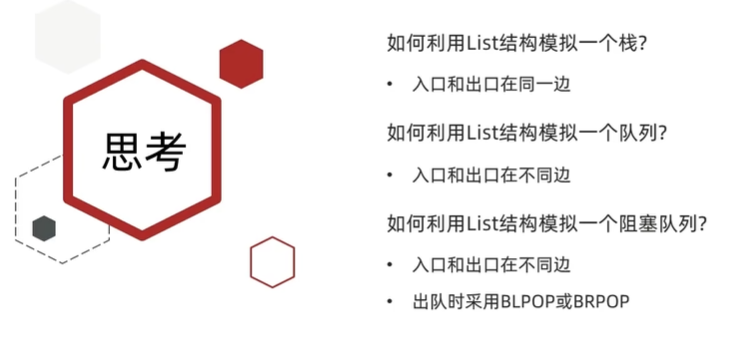 思考
如何利用List结构模拟一个栈?
• 入口和出口在同一边
如何利用List结构模拟一个队列?
• 入口和出口在不同边
如何利用List结构模拟一个阻塞队列?
• 入口和出口在不同边
• 出队时采用BLPOP或BRPOP